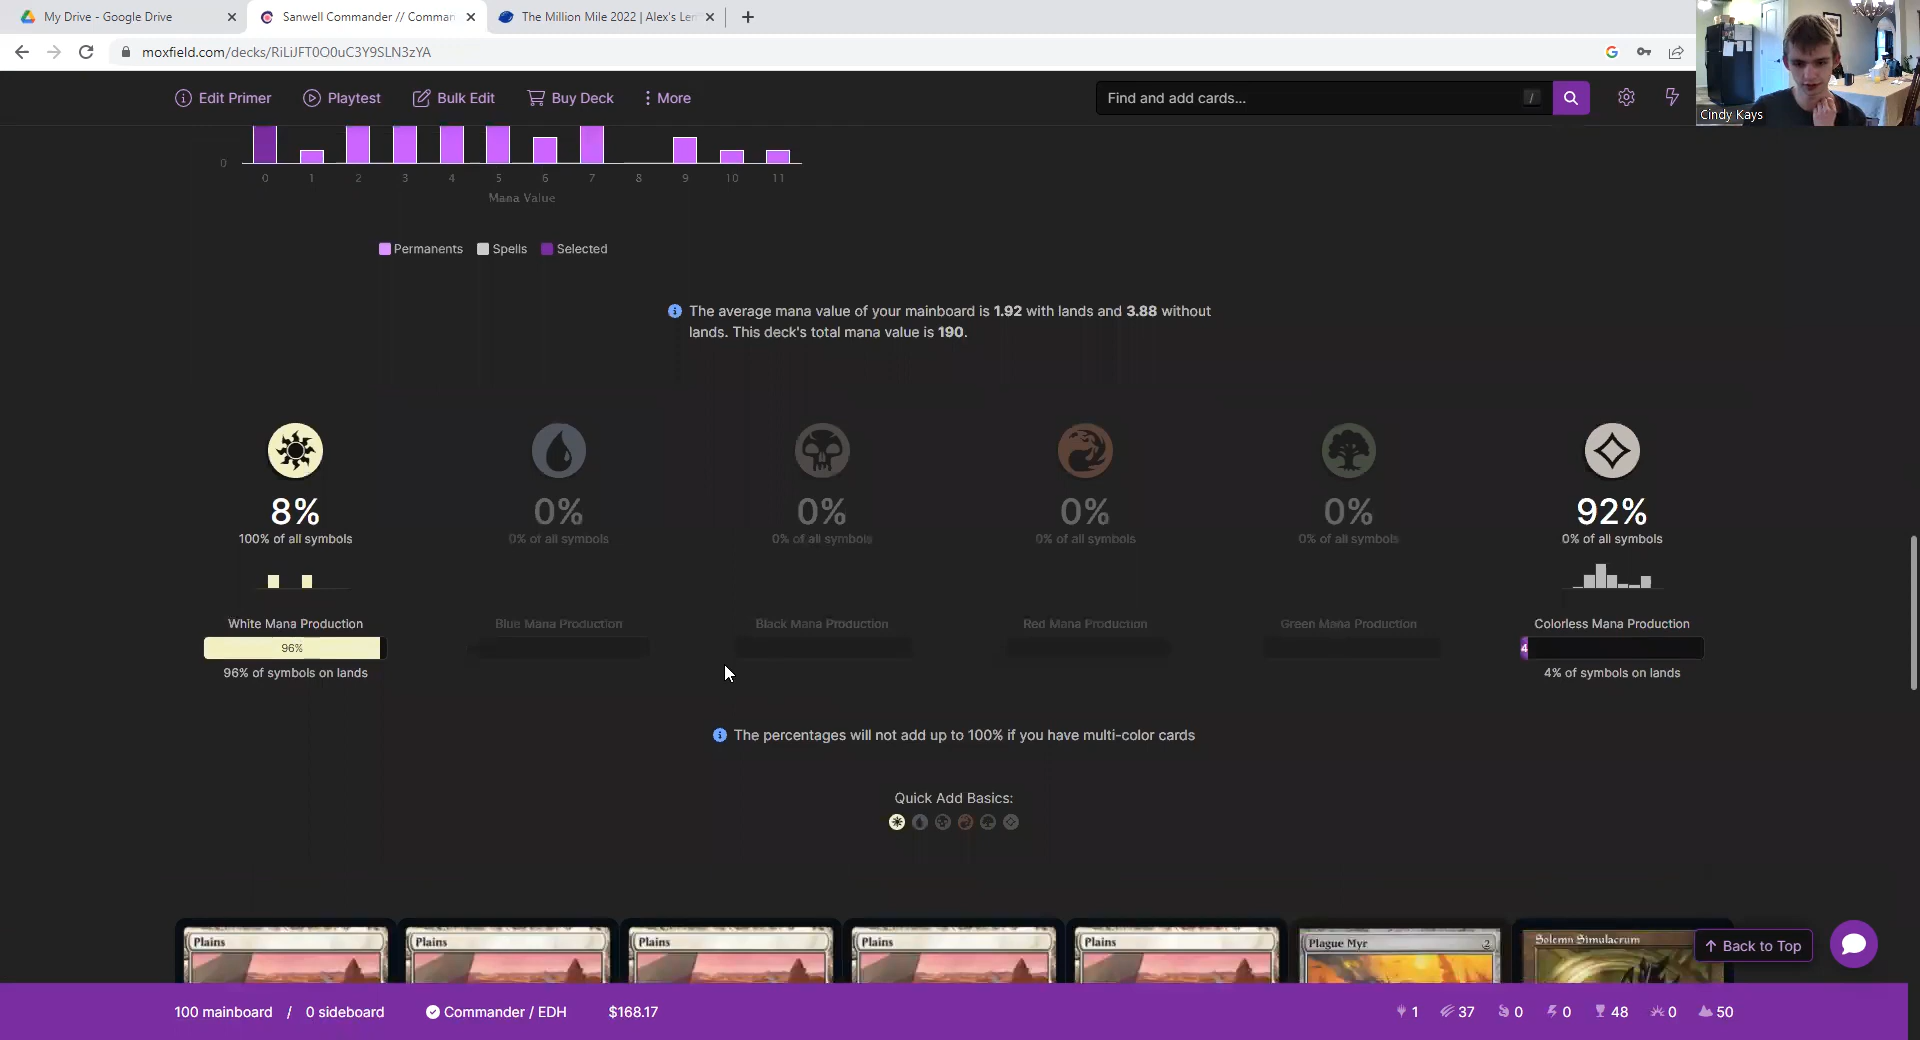 My Drive - Google Drive
Sanwell Commander // Comman
The Million Mile 2022 | Alex's Lem
moxfield.com/decks/RiLiJFT0O0uC3Y9SLN3zYA
Cindy Kays
Edit Primer
Playtest
Bulk Edit
Buy Deck
More
Find and add cards...
/
0
0 1 2 3 4 5 6 7 8 9 10 11
Mana Value
Permanents Spells Selected
The average mana value of your mainboard is 1.92 with lands and 3.88 without
lands. This deck's total mana value is 190.
8% 0% 0% 0% 0% 92%
100% of all symbols 0% of all symbols 0% of all symbols 0% of all symbols 0% of all symbols 0% of all symbols
White Mana Production Blue Mana Production Black Mana Production Red Mana Production Green Mana Production Colorless Mana Production
96% 4
96% of symbols on lands 4% of symbols on lands
The percentages will not add up to 100% if you have multi-color cards
Quick Add Basics:
Plains Plains Plains Plains Plains Plague Myr 2 Solemn Simulacrum
Back to Top
100 mainboard / 0 sideboard Commander / EDH $168.17 1 37 0 0 48 0 50